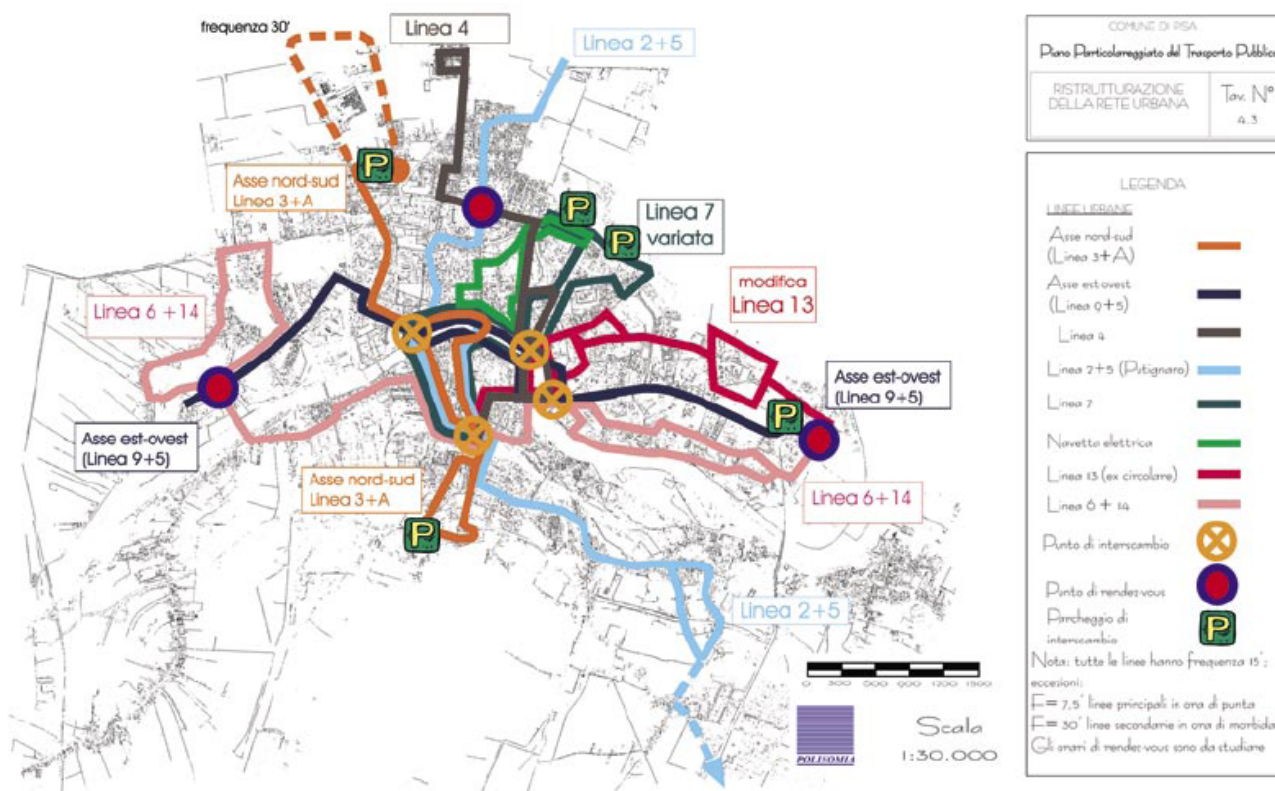 frequenza 30'
Linea 4
Linea 2+5
Asse nord-sud
Linea 3+A
Linea 7
variata
modifica
Linea 13
Linea 6 +14
Asse est-ovest
(Linea 9+5)
Asse est-ovest
(Linea 9+5)
Asse nord-sud
Linea 3+A
Linea 6+14
Linea 2+5
P
P
P
P
P
0 300 600 900 1200 1500
POLINOMIA
Scala
1:30.000
COMUNE DI PISA
Piano Particolareggiato del Trasporto Pubblico
RISTRUTTURAZIONE
DELLA RETE URBANA
Tav. N°
4.3
LEGENDA
LINEE URBANE
Asse nord-sud
(Linea 3+A)
Asse est-ovest
(Linea 9+5)
Linea 4
Linea 2+5 (Putignano)
Linea 7
Navetta elettrica
Linea 13 (ex circolare)
Linea 6 + 14
Punto di interscambio
Punto di rendez-vous
Parcheggio di
interscambio
P
Nota: tutte le linee hanno frequenza 15';
eccezioni:
F= 7,5' linee principali in ora di punta
F= 30' linee secondarie in ora di morbida
Gli orari di rendez-vous sono da studiare